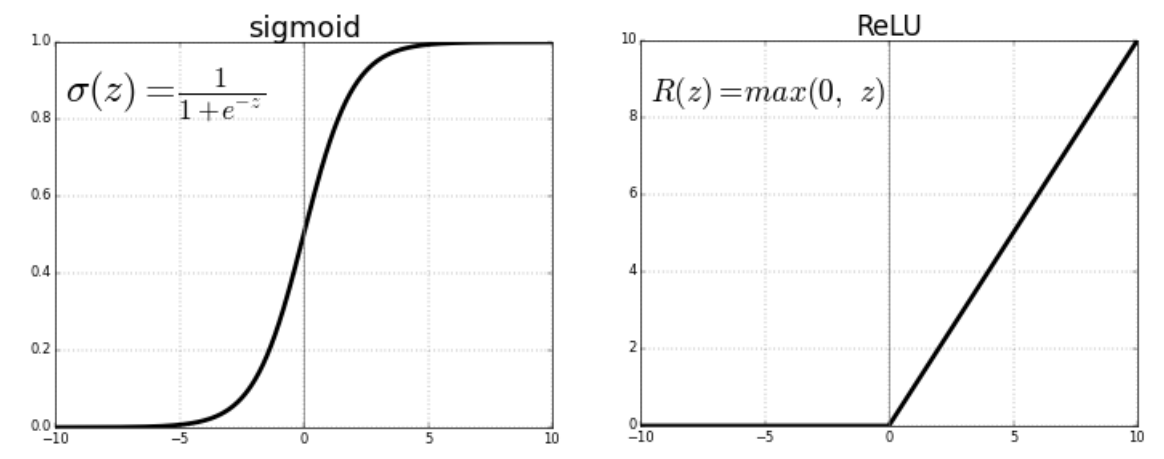 sigmoid
σ(z) = 1/(1+e^{-z})
1.0
0.8
0.6
0.4
0.2
0.0
−10 −5 0 5 10
ReLU
R(z) =max(0, z)
10
8
6
4
2
0
−10 −5 0 5 10